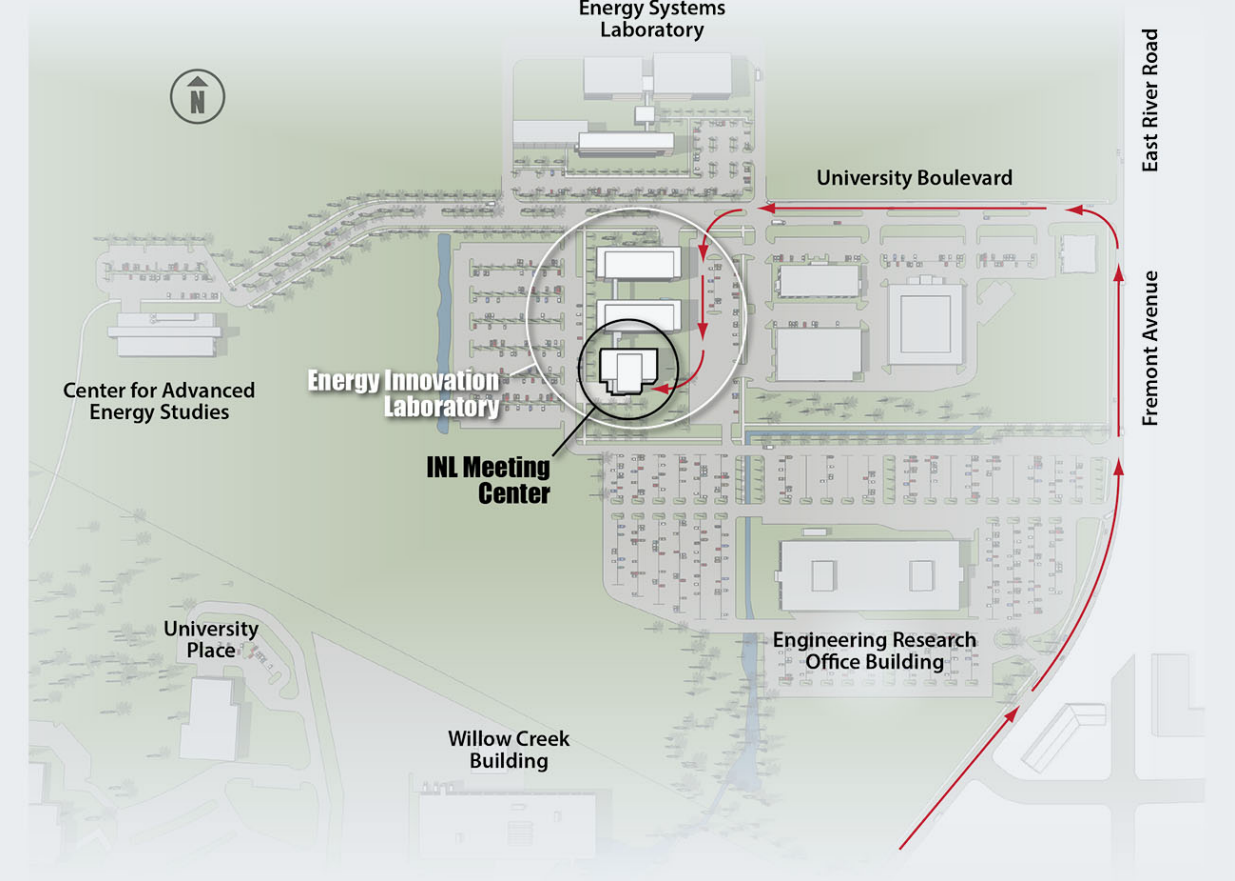 Energy Systems
Laboratory
N
East River Road
University Boulevard
Fremont Avenue
Center for Advanced
Energy Studies
Energy Innovation
Laboratory
INL Meeting
Center
University
Place
Engineering Research
Office Building
Willow Creek
Building